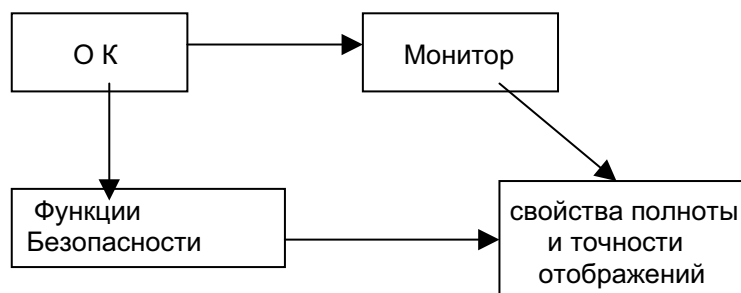 О К
Монитор
Функции
Безопасности
свойства полноты
и точности
отображений